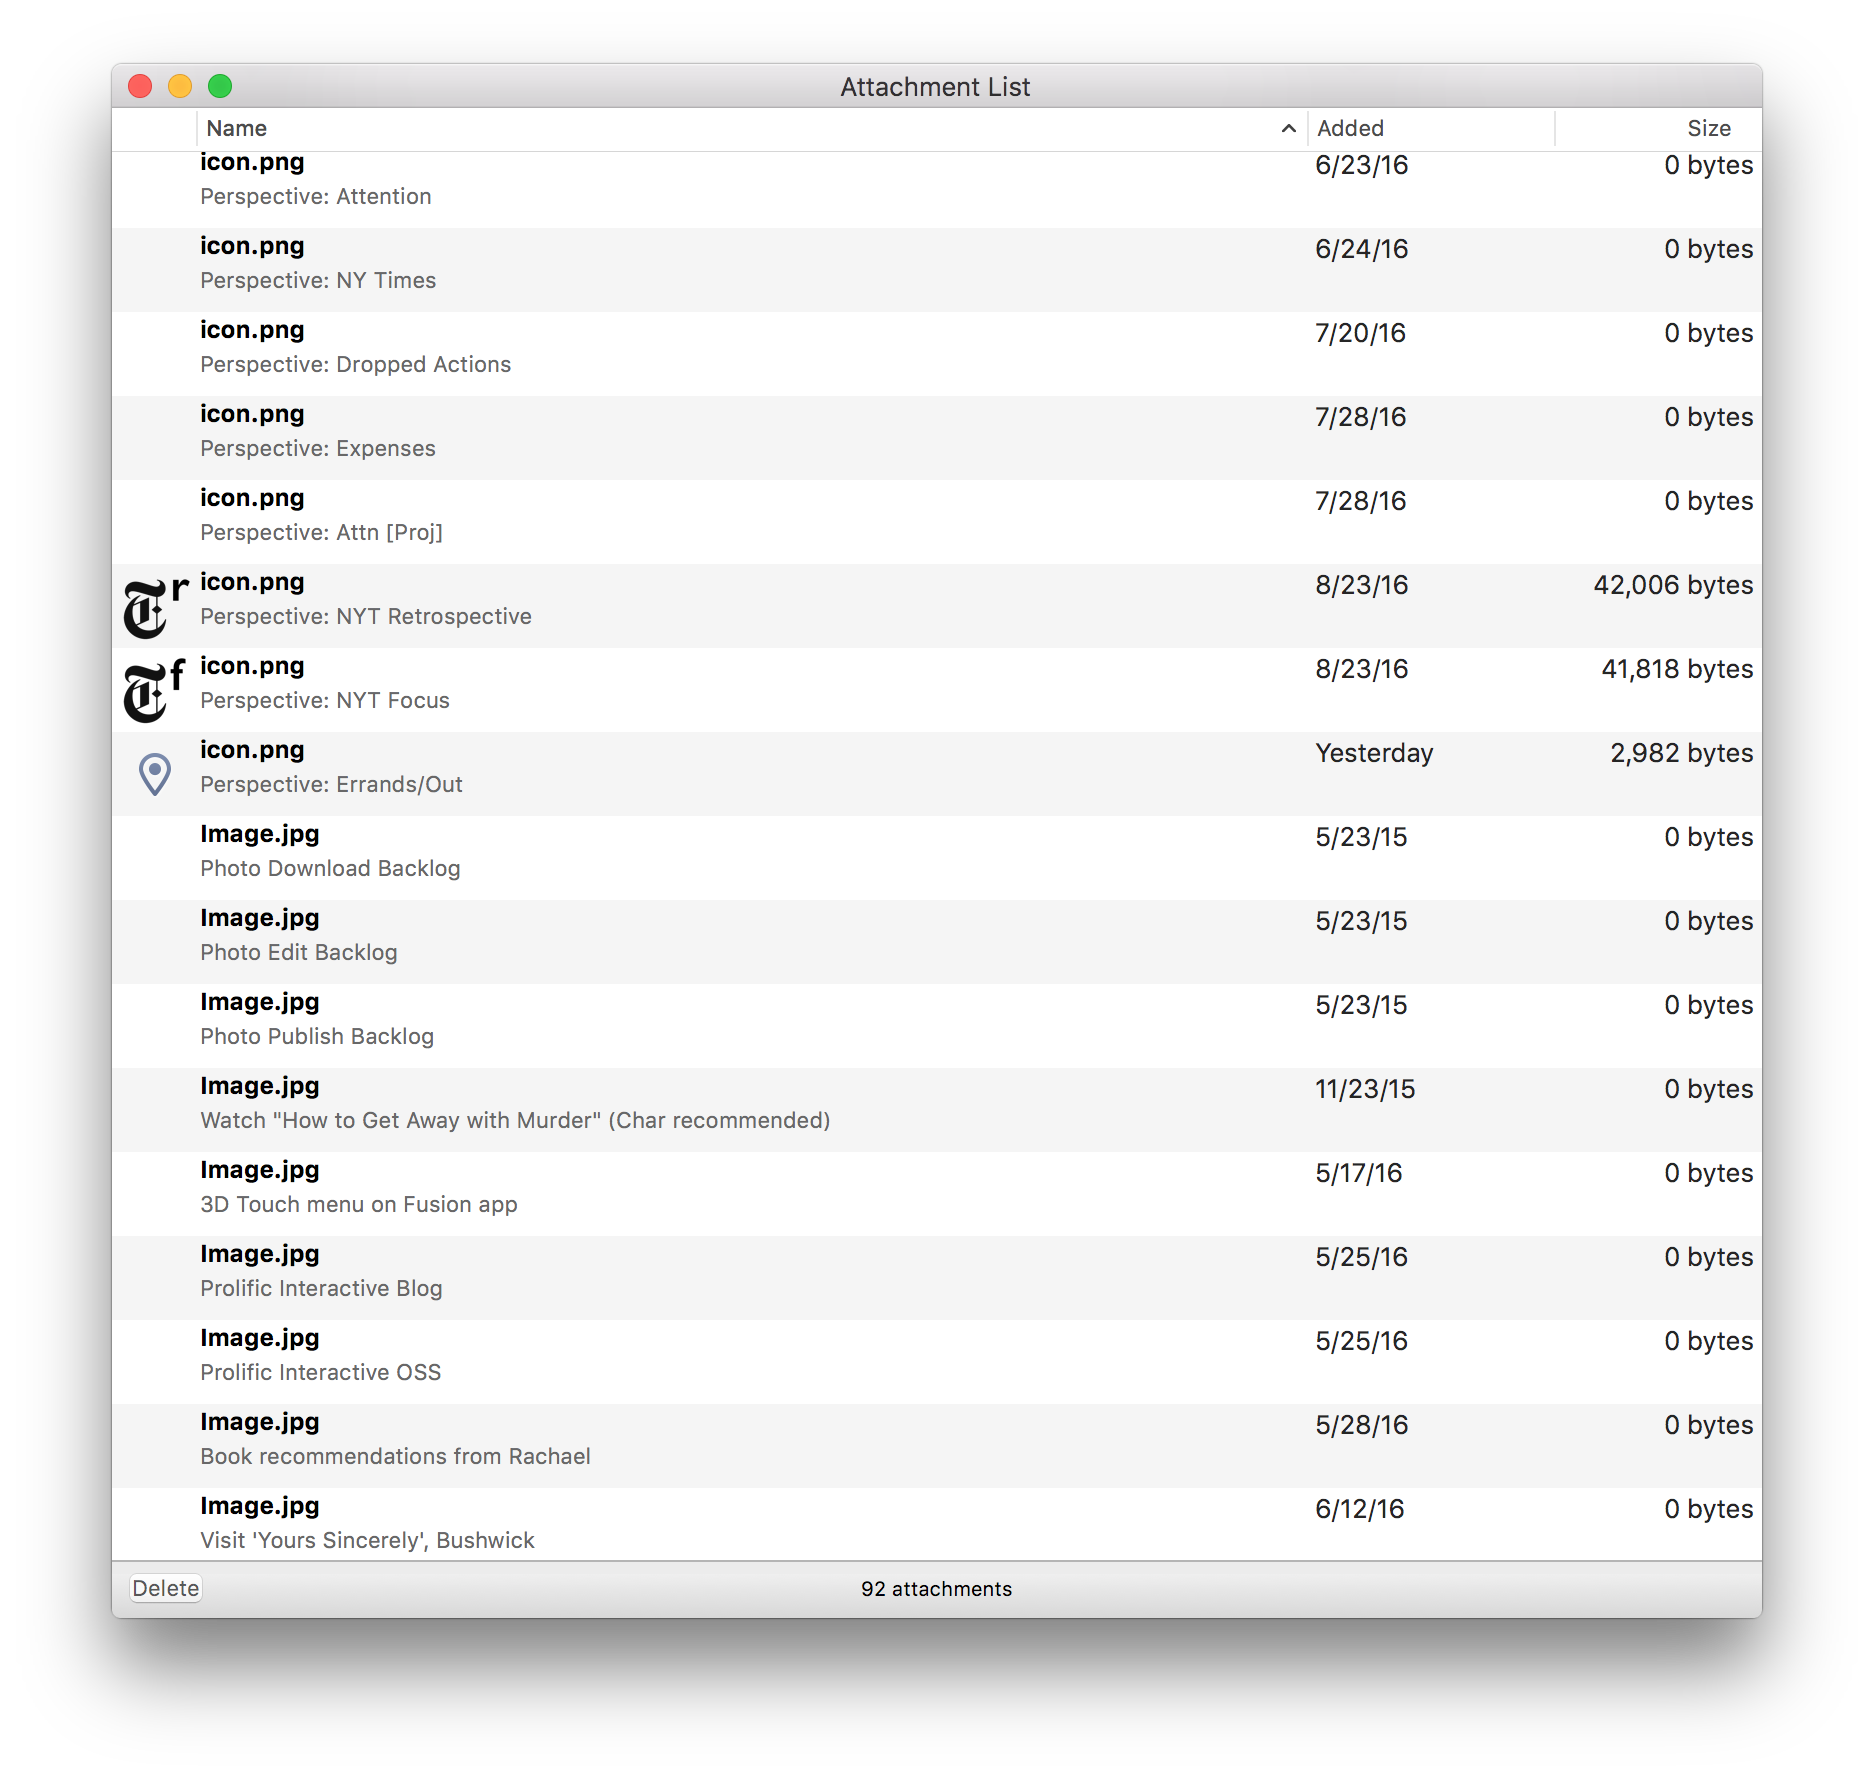 Attachment List
Name Added Size
icon.png 6/23/16 0 bytes
Perspective: Attention
icon.png 6/24/16 0 bytes
Perspective: NY Times
icon.png 7/20/16 0 bytes
Perspective: Dropped Actions
icon.png 7/28/16 0 bytes
Perspective: Expenses
icon.png 7/28/16 0 bytes
Perspective: Attn [Proj]
T r icon.png 8/23/16 42,006 bytes
Perspective: NYT Retrospective
T f icon.png 8/23/16 41,818 bytes
Perspective: NYT Focus
icon.png Yesterday 2,982 bytes
Perspective: Errands/Out
Image.jpg 5/23/15 0 bytes
Photo Download Backlog
Image.jpg 5/23/15 0 bytes
Photo Edit Backlog
Image.jpg 5/23/15 0 bytes
Photo Publish Backlog
Image.jpg 11/23/15 0 bytes
Watch "How to Get Away with Murder" (Char recommended)
Image.jpg 5/17/16 0 bytes
3D Touch menu on Fusion app
Image.jpg 5/25/16 0 bytes
Prolific Interactive Blog
Image.jpg 5/25/16 0 bytes
Prolific Interactive OSS
Image.jpg 5/28/16 0 bytes
Book recommendations from Rachael
Image.jpg 6/12/16 0 bytes
Visit 'Yours Sincerely', Bushwick
Delete 92 attachments